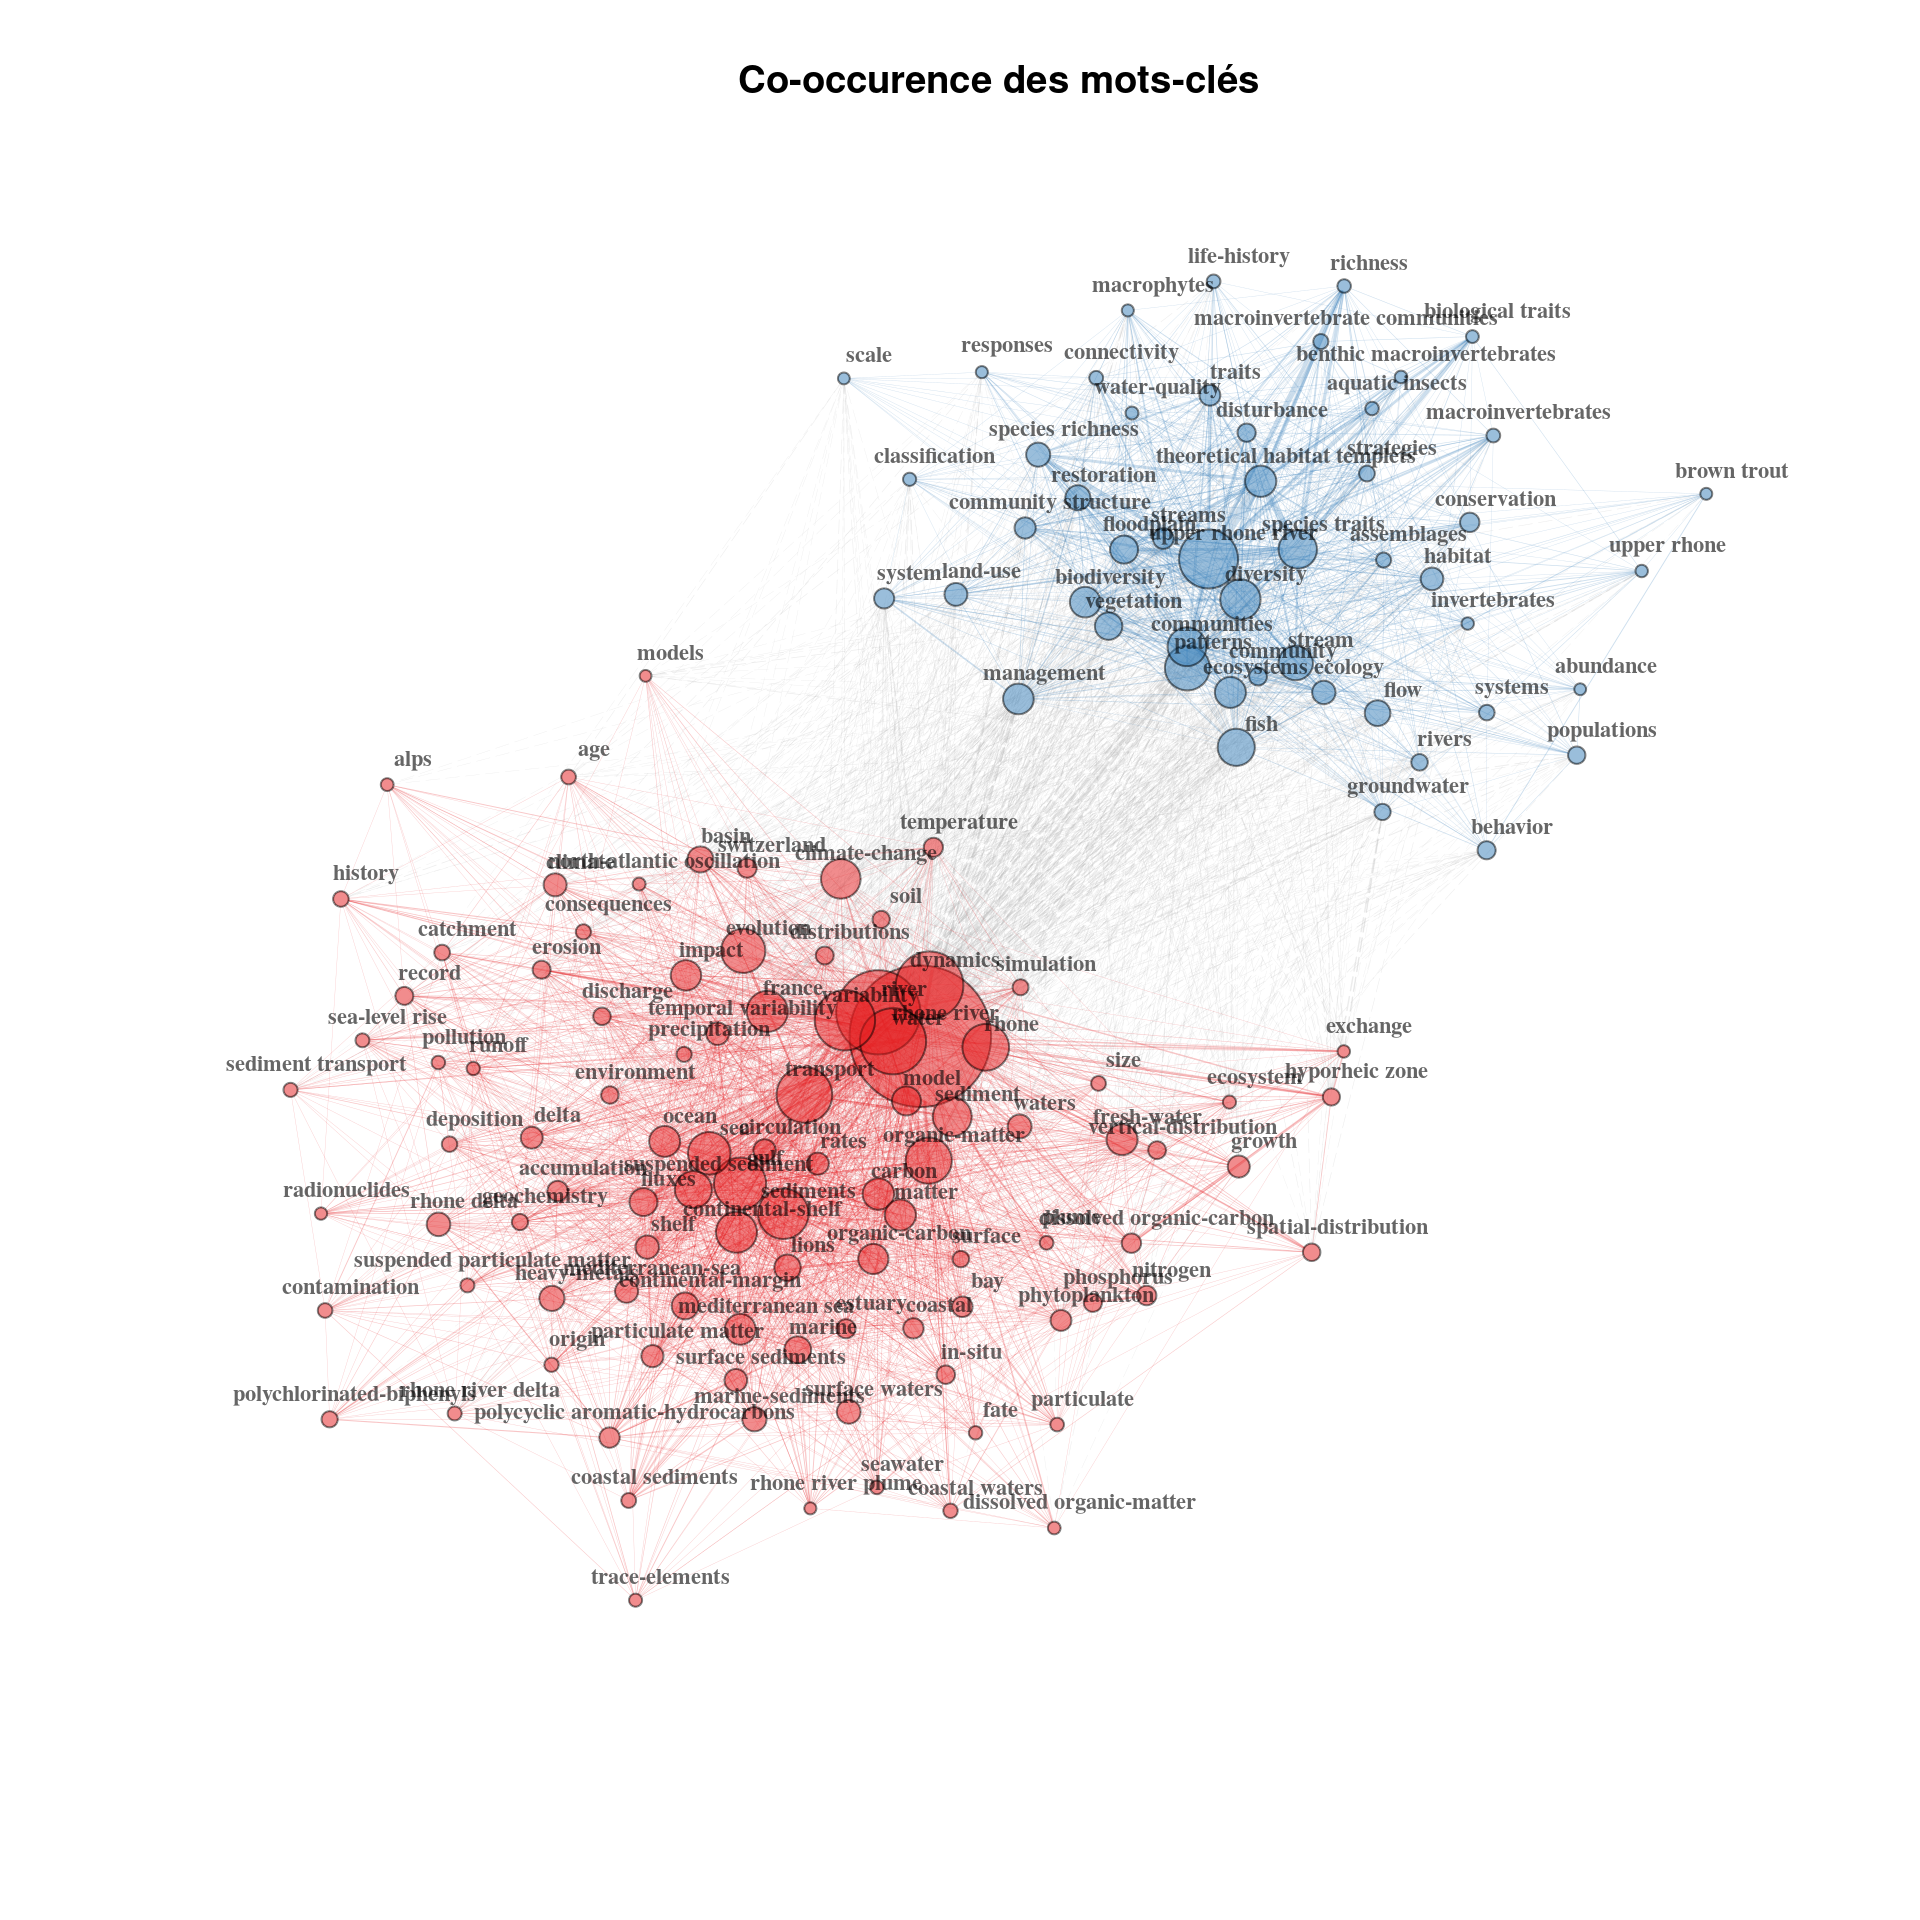 Co-occurence des mots-clés
life-history
richness
macrophytes
biological traits
macroinvertebrate communities
responses
connectivity
scale
benthic macroinvertebrates
traits
water-quality
aquatic insects
disturbance
macroinvertebrates
species richness
strategies
classification
theoretical habitat templets
brown trout
restoration
community structure
conservation
streams
floodplain
species traits
upper rhone river
assemblages
upper rhone
habitat
system
land-use
biodiversity
diversity
vegetation
invertebrates
communities
patterns
stream
community
models
management
ecosystems
ecology
abundance
flow
systems
fish
populations
rivers
alps
age
groundwater
temperature
behavior
basin
switzerland
climate-change
climate
north-atlantic oscillation
history
consequences
soil
catchment
evolution
distributions
erosion
impact
dynamics
simulation
record
discharge
france
river
variability
temporal variability
sea-level rise
precipitation
water
rhone river
rhone
exchange
pollution
runoff
sediment transport
environment
transport
model
size
ecosystem
hyporheic zone
sediment
waters
deposition
delta
ocean
sea
circulation
rates
organic-matter
fresh-water
vertical-distribution
growth
accumulation
suspended sediment
gulf
fluxes
carbon
radionuclides
rhone delta
geochemistry
sediments
matter
continental-shelf
shelf
organic-carbon
surface
plume
dissolved organic-carbon
spatial-distribution
lions
suspended particulate matter
heavy-metals
mediterranean-sea
continental-margin
contamination
bay
phosphorus
nitrogen
phytoplankton
mediterranean sea
estuary
coastal
origin
particulate matter
marine
surface sediments
in-situ
polychlorinated-biphenyls
rhone river delta
marine-sediments
surface waters
polycyclic aromatic-hydrocarbons
fate
particulate
coastal sediments
seawater
rhone river plume
coastal waters
dissolved organic-matter
trace-elements